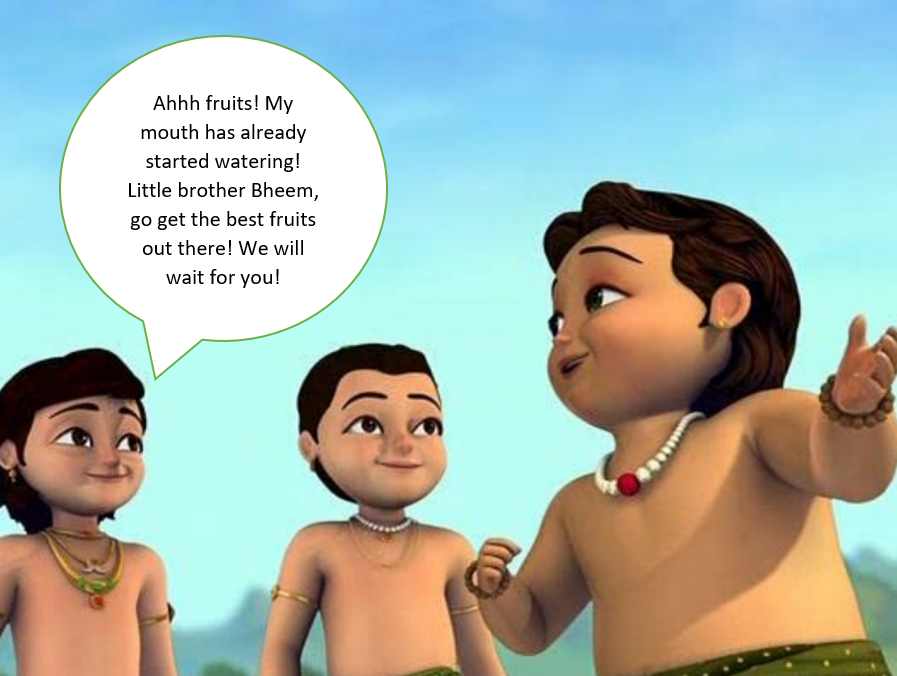 Ahhh fruits! My
mouth has already
started watering!
Little brother Bheem,
go get the best fruits
out there! We will
wait for you!